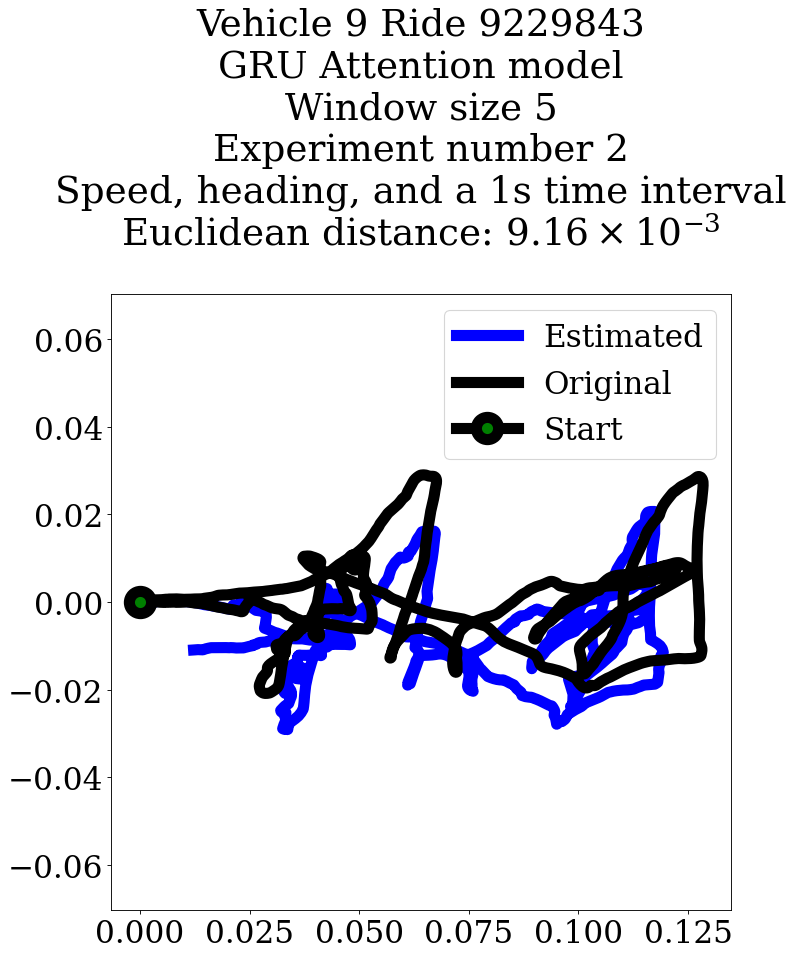 Vehicle 9 Ride 9229843
GRU Attention model
Window size 5
Experiment number 2
Speed, heading, and a 1s time interval
Euclidean distance: 9.16 × 10⁻³
Estimated
Original
Start
0.06
0.04
0.02
0.00
−0.02
−0.04
−0.06
0.000 0.025 0.050 0.075 0.100 0.125